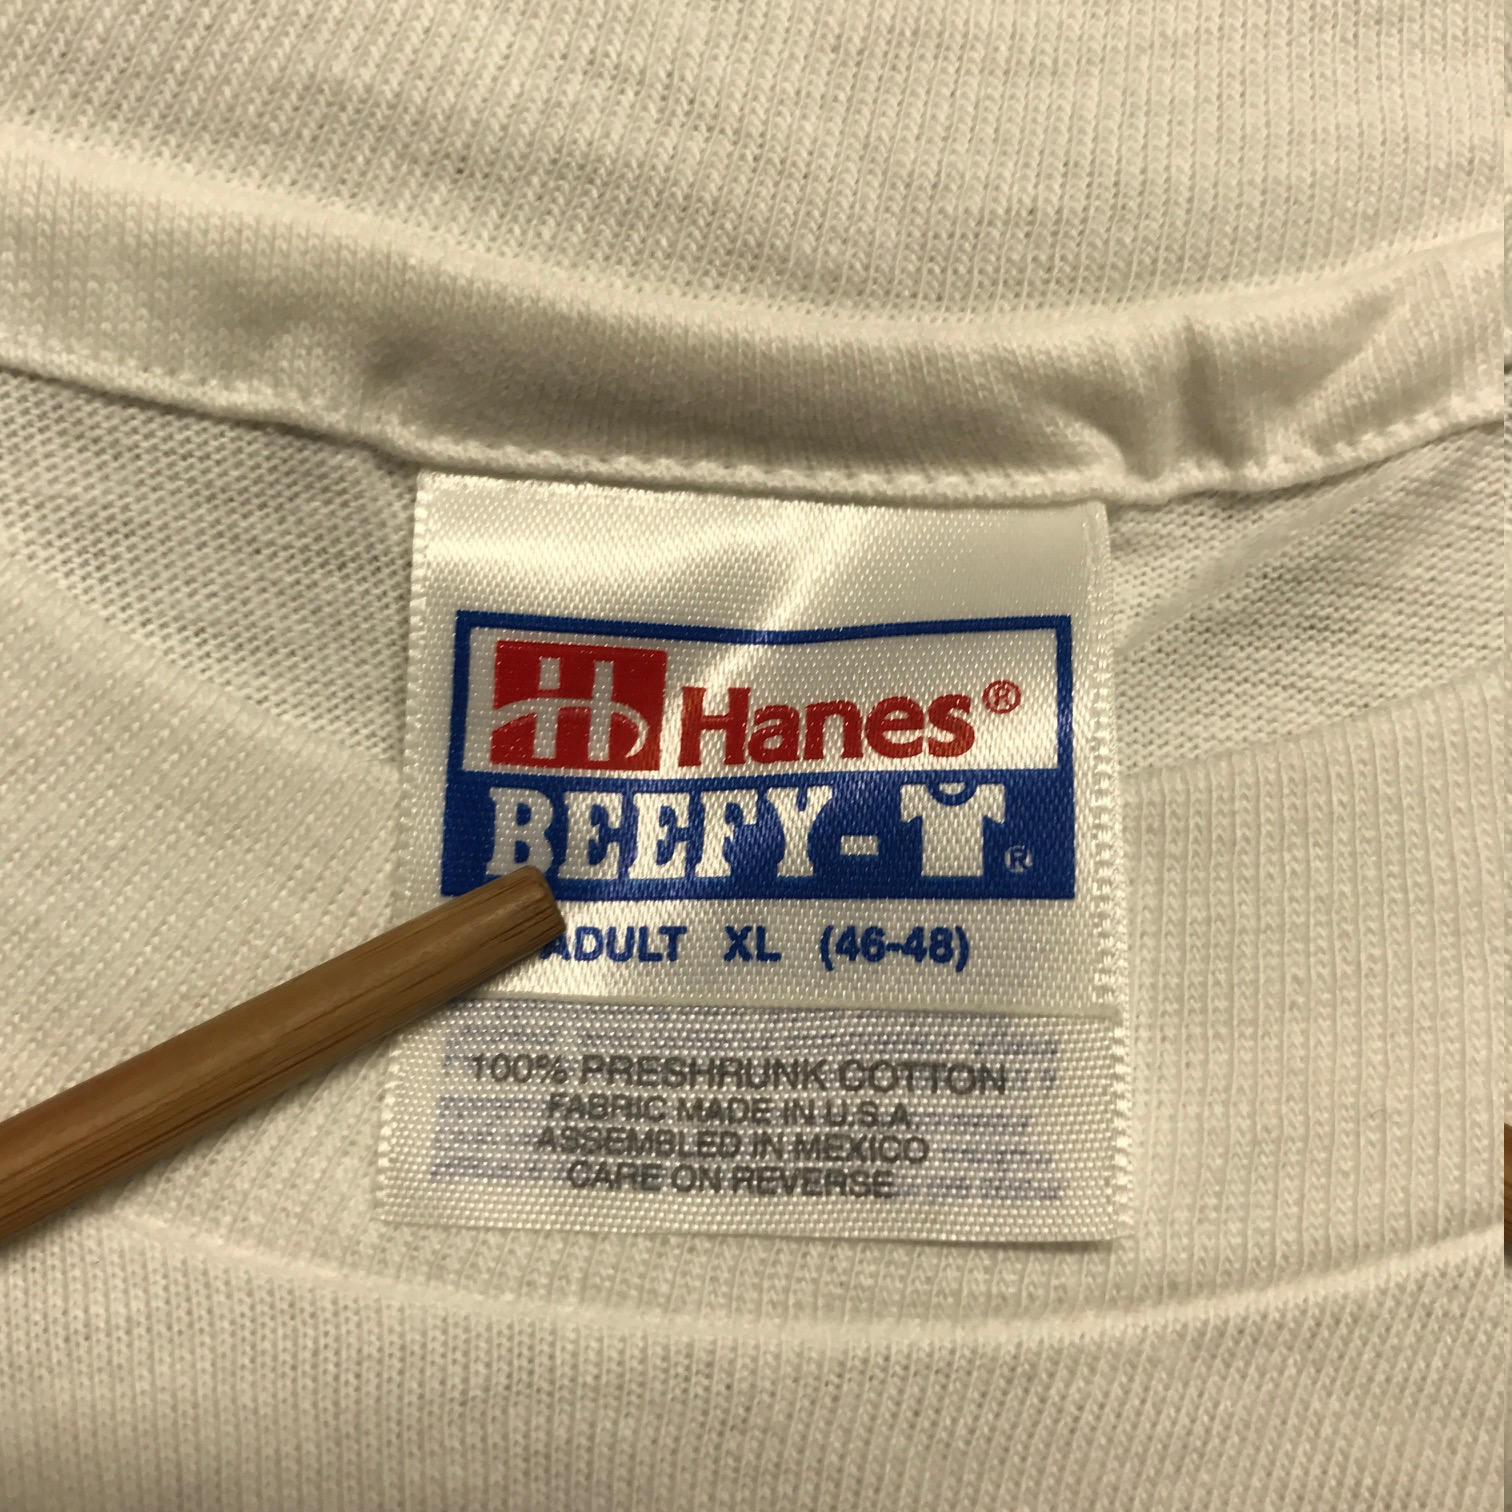 Hanes®
BEEFY-T®
ADULT XL (46-48)
100% PRESHRUNK COTTON
FABRIC MADE IN U.S.A
ASSEMBLED IN MEXICO
CARE ON REVERSE